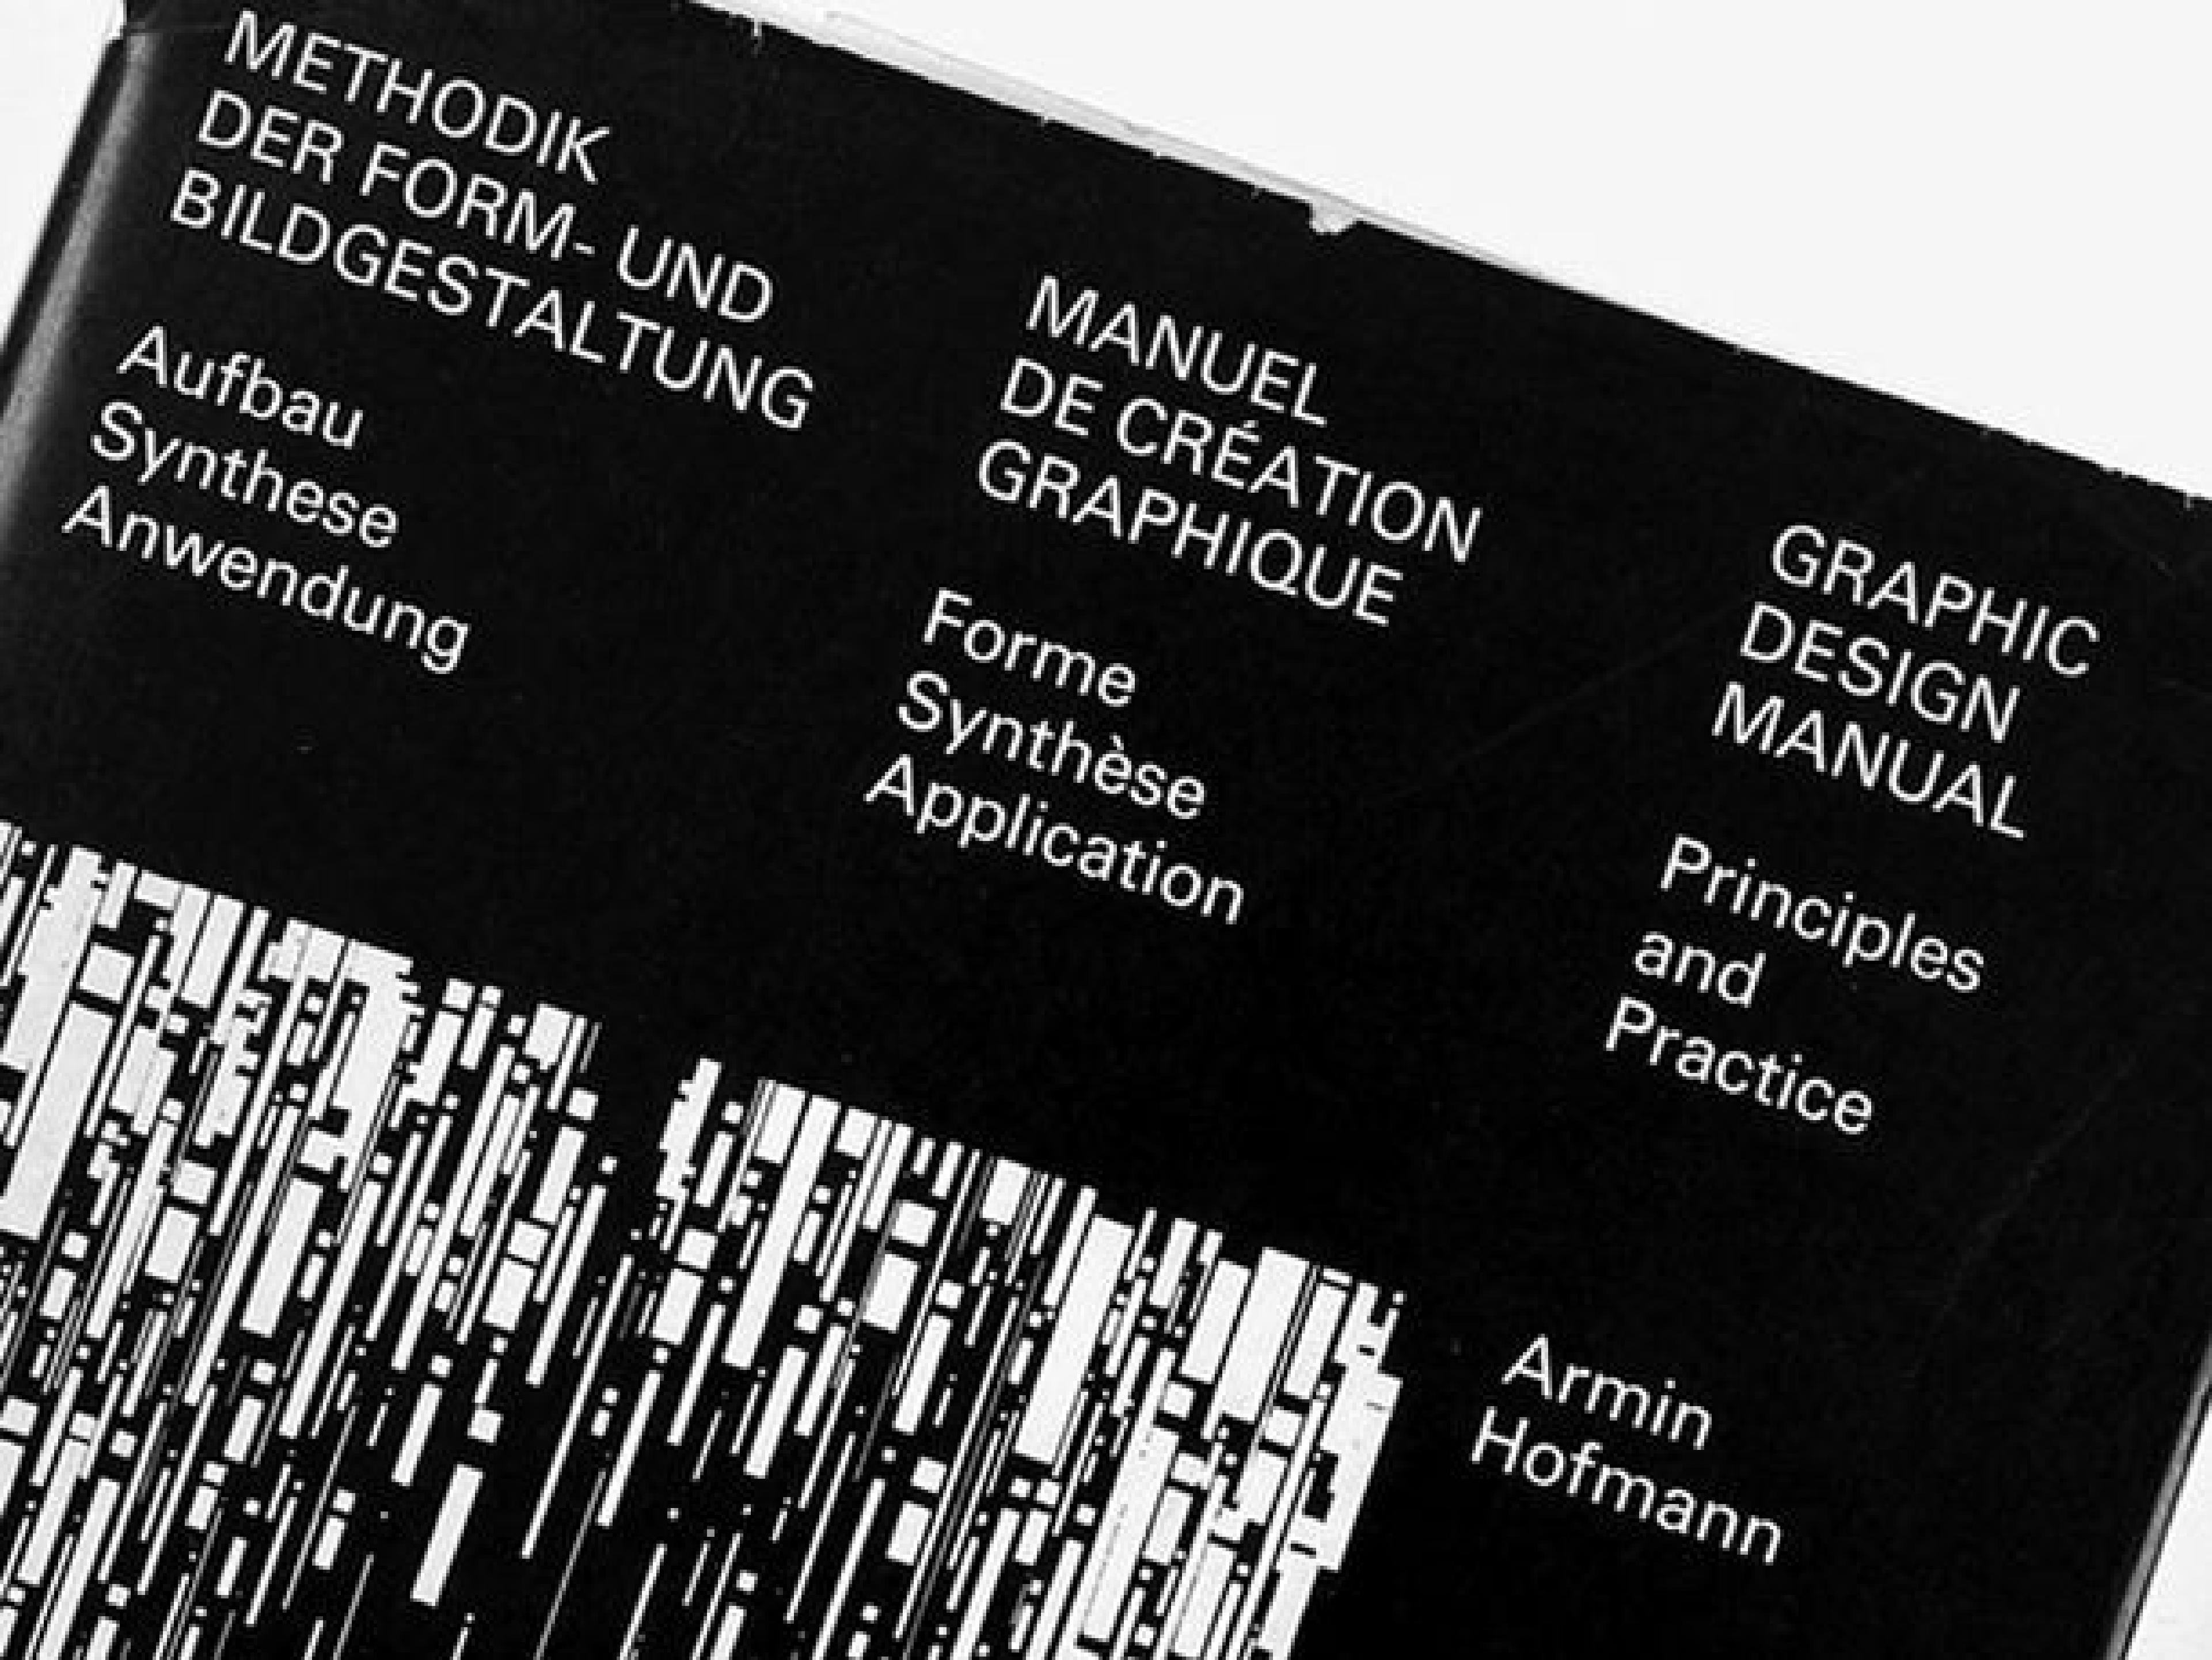 METHODIK
DER FORM- UND
BILDGESTALTUNG
Aufbau
Synthese
Anwendung
MANUEL
DE CRÉATION
GRAPHIQUE
Forme
Synthèse
Application
GRAPHIC
DESIGN
MANUAL
Principles
and
Practice
Armin
Hofmann